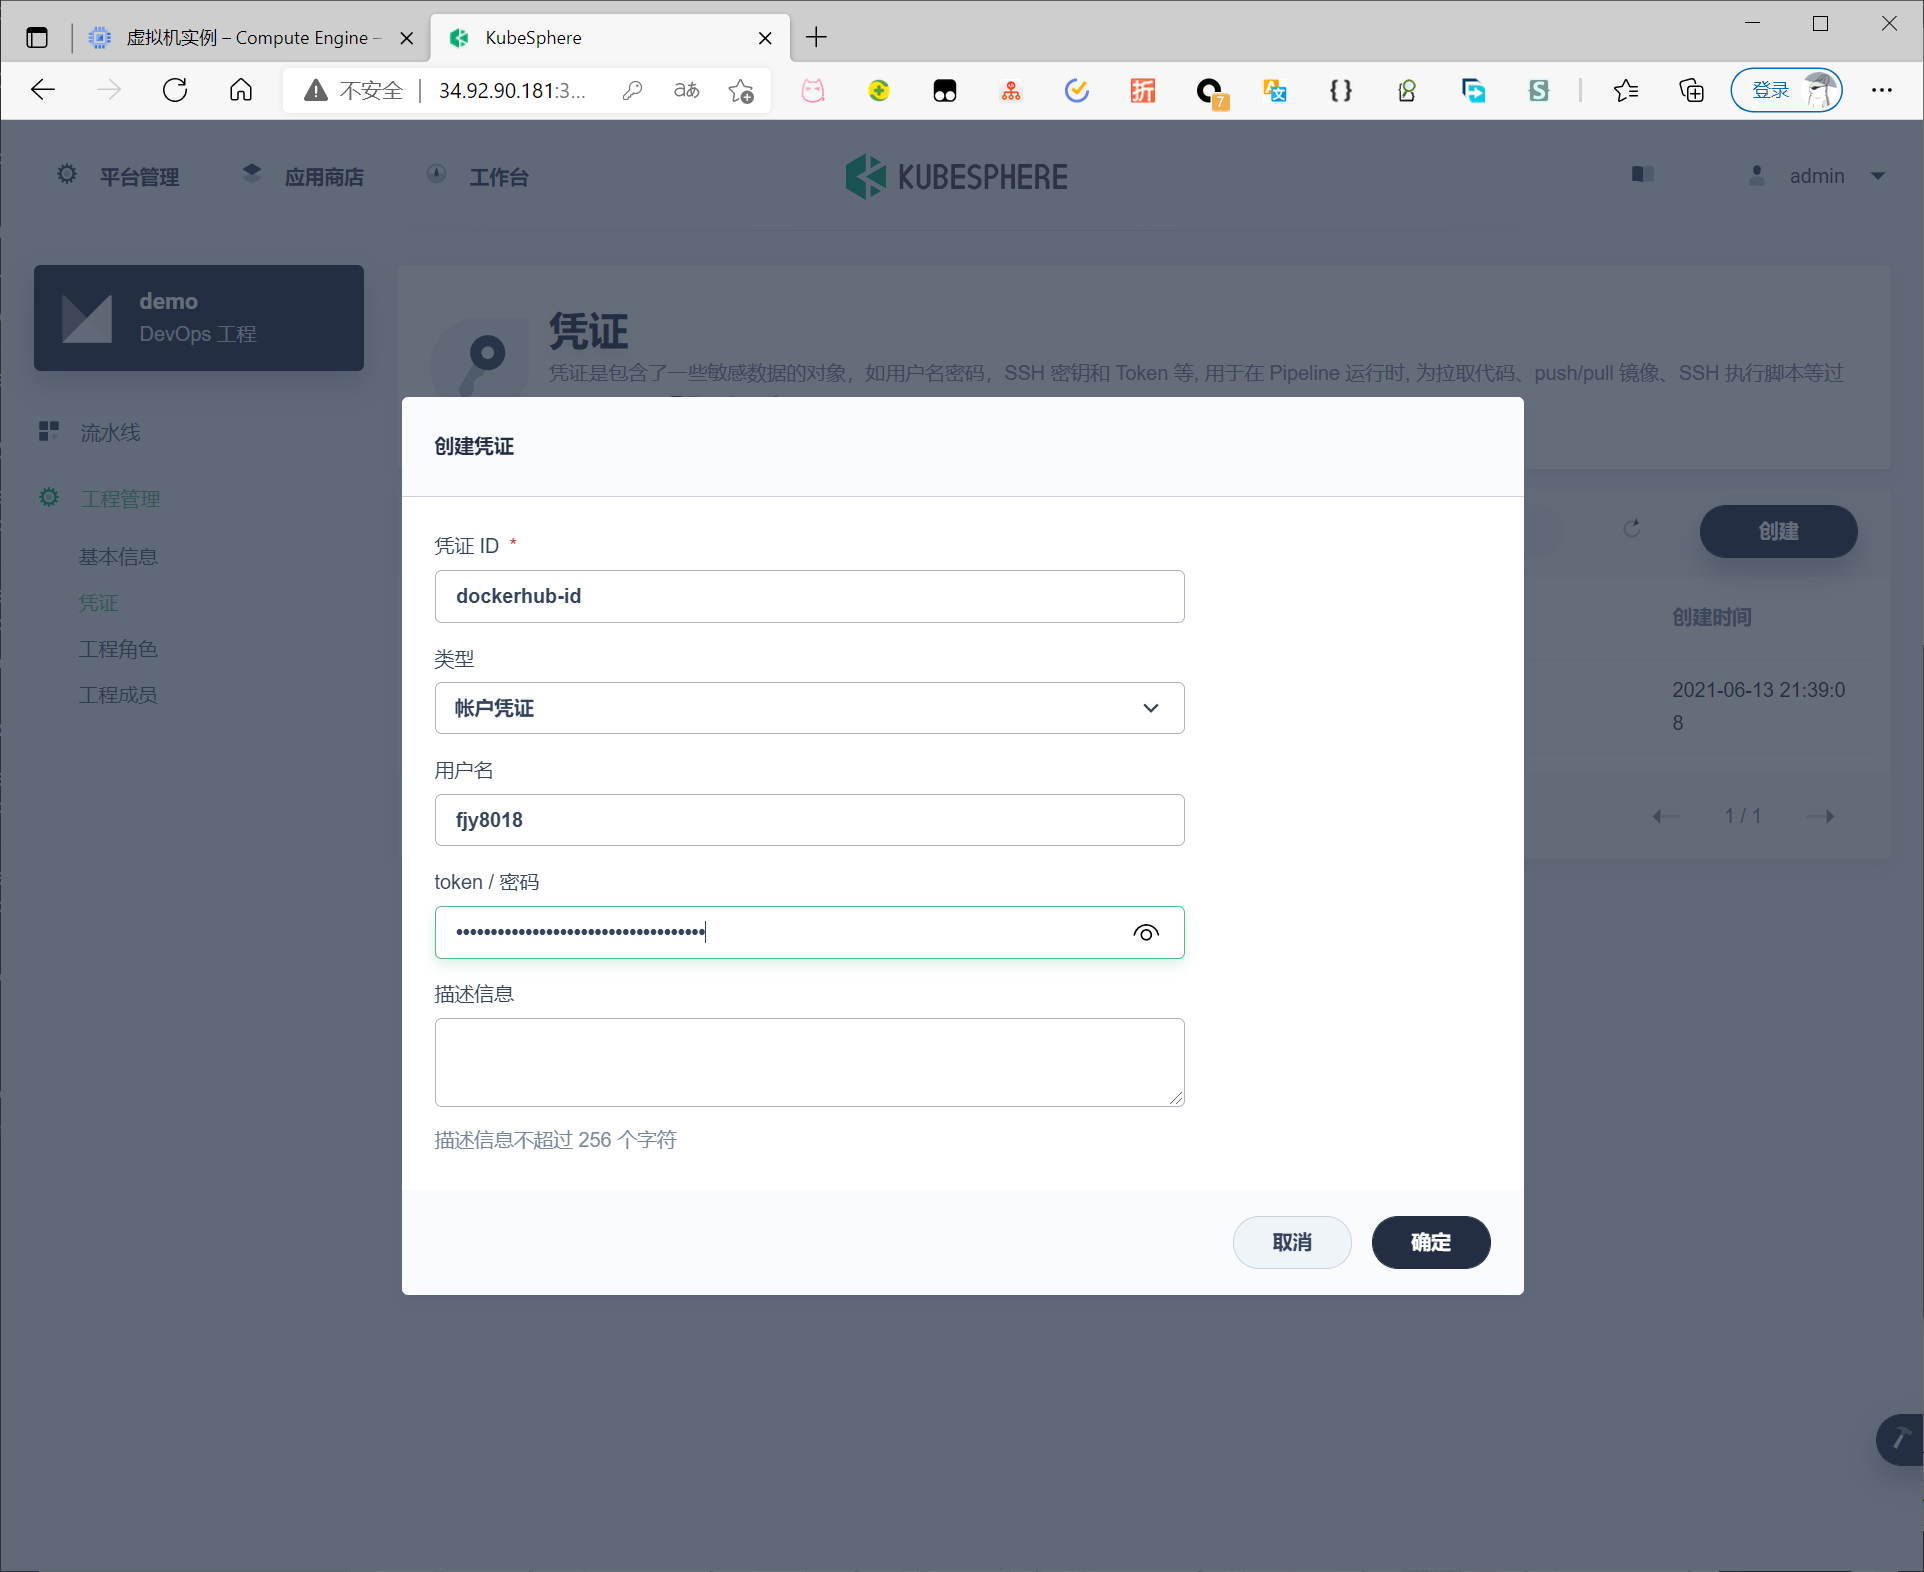 虚拟机实例 – Compute Engine –
KubeSphere
不安全
34.92.90.181:3...
aあ
折
7
登录
平台管理
应用商店
工作台
KUBESPHERE
admin
demo
DevOps 工程
凭证
凭证是包含了一些敏感数据的对象，如用户名密码，SSH 密钥和 Token 等, 用于在 Pipeline 运行时, 为拉取代码、push/pull 镜像、SSH 执行脚本等过
流水线
工程管理
基本信息
凭证
工程角色
工程成员
创建
创建时间
2021-06-13 21:39:0
8
1 / 1
创建凭证
凭证 ID *
dockerhub-id
类型
帐户凭证
用户名
fjy8018
token / 密码
描述信息
描述信息不超过 256 个字符
取消
确定